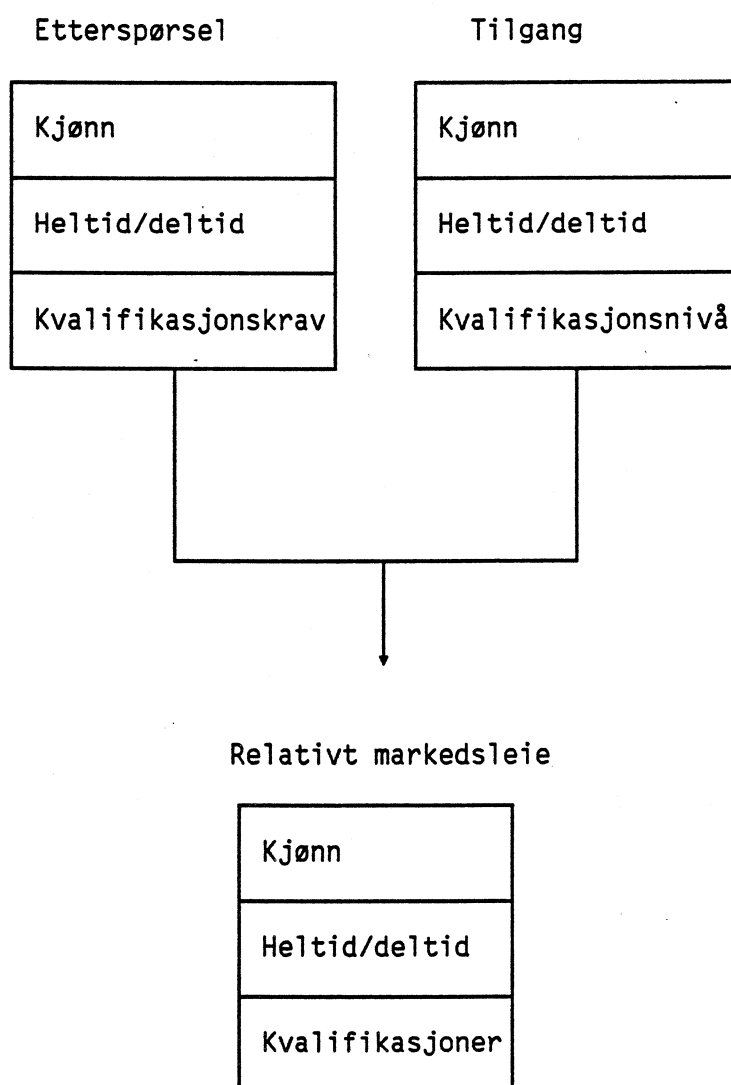 Etterspørsel
Kjønn
Heltid/deltid
Kvalifikasjonskrav
Tilgang
Kjønn
Heltid/deltid
Kvalifikasjonsnivå
Relativt markedsleie
Kjønn
Heltid/deltid
Kvalifikasjoner